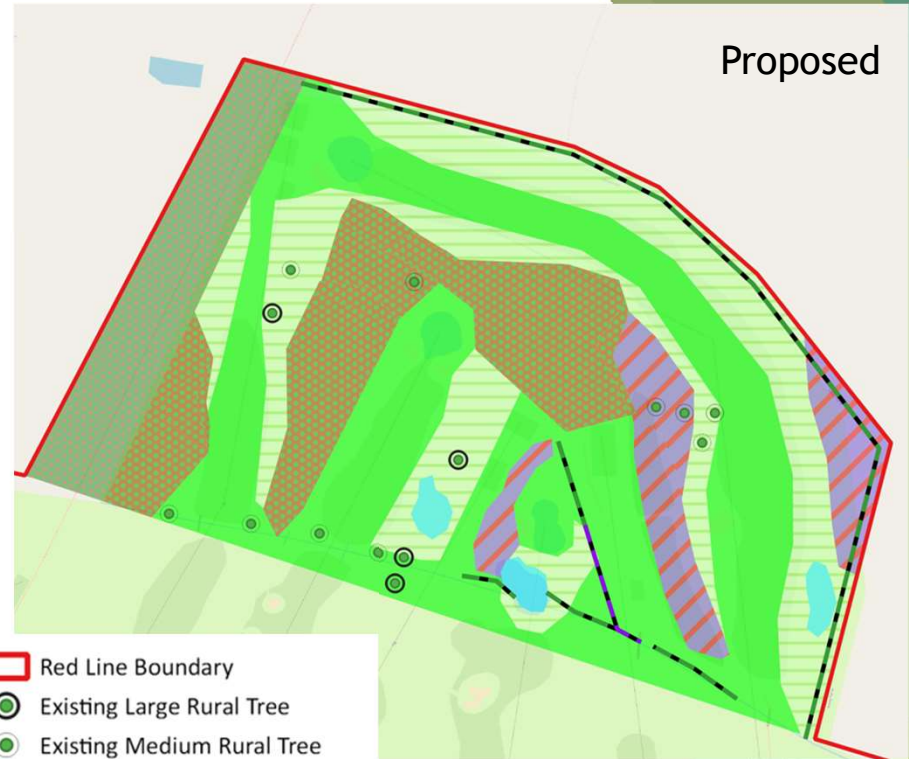 Proposed
Red Line Boundary
Existing Large Rural Tree
Existing Medium Rural Tree